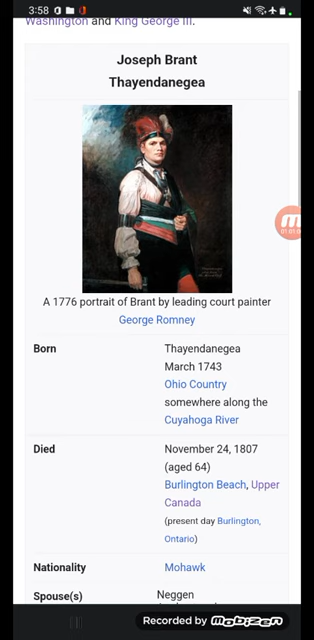 3:58
Washington and King George III.
Joseph Brant
Thayendanegea
A 1776 portrait of Brant by leading court painter
George Romney
Born
Thayendanegea
March 1743
Ohio Country
somewhere along the
Cuyahoga River
Died
November 24, 1807
(aged 64)
Burlington Beach, Upper
Canada
(present day Burlington,
Ontario)
Nationality
Mohawk
Spouse(s)
Neggen
Recorded by mobizen